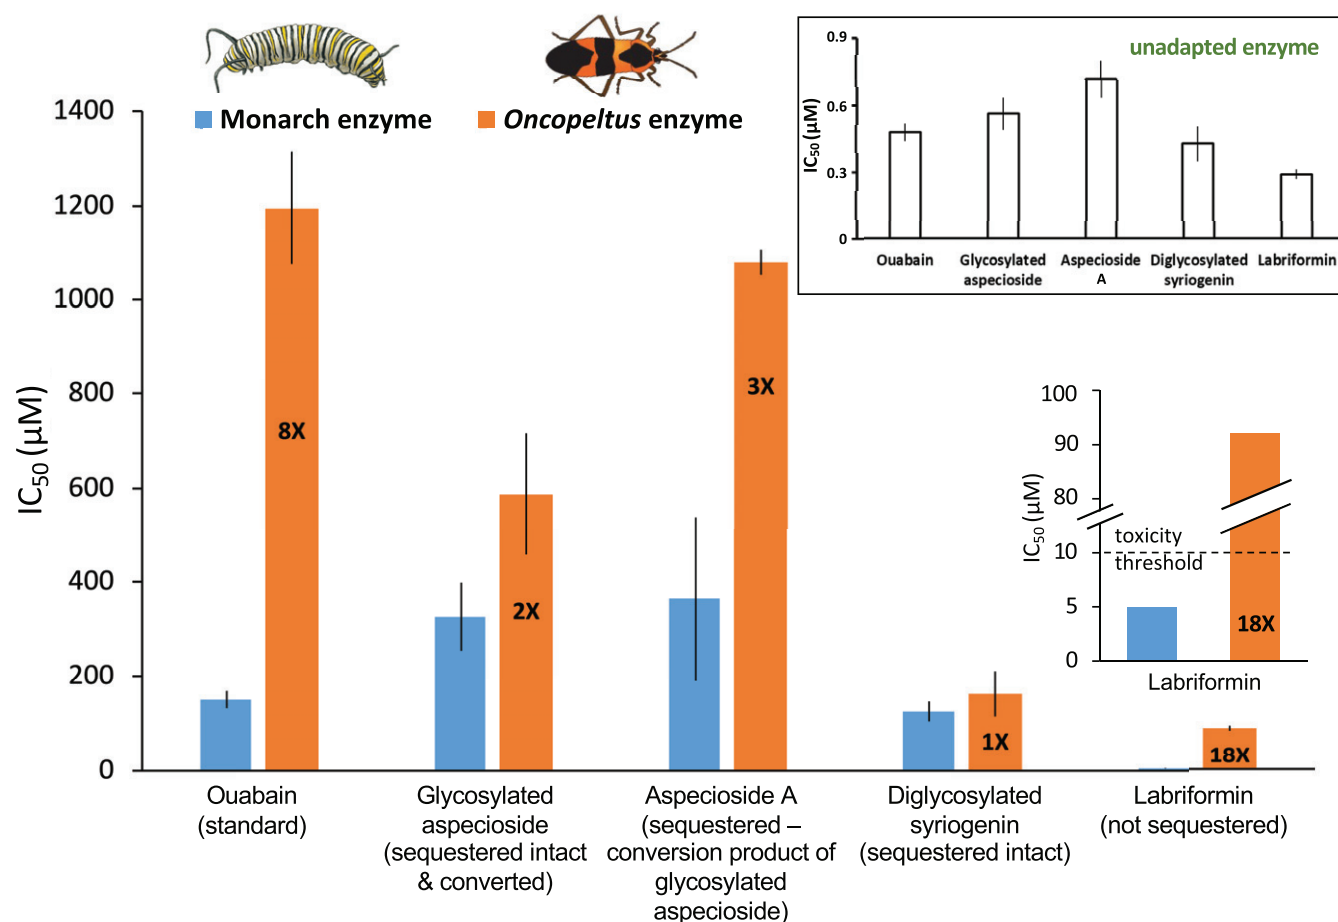 Monarch enzyme
Oncopeltus enzyme
IC50 (μM)
1400
1200
1000
800
600
400
200
0
8X
2X
3X
1X
18X
Ouabain
(standard)
Glycosylated
aspecioside
(sequestered intact
& converted)
Aspecioside A
(sequestered –
conversion product of
glycosylated
aspecioside)
Diglycosylated
syriogenin
(sequestered intact)
Labriformin
(not sequestered)
unadapted enzyme
IC50 (μM)
0.9
0.6
0.3
0
Ouabain
Glycosylated
aspecioside
Aspecioside
A
Diglycosylated
syriogenin
Labriformin
IC50 (μM)
100
90
80
10
5
0
toxicity
threshold
18X
Labriformin